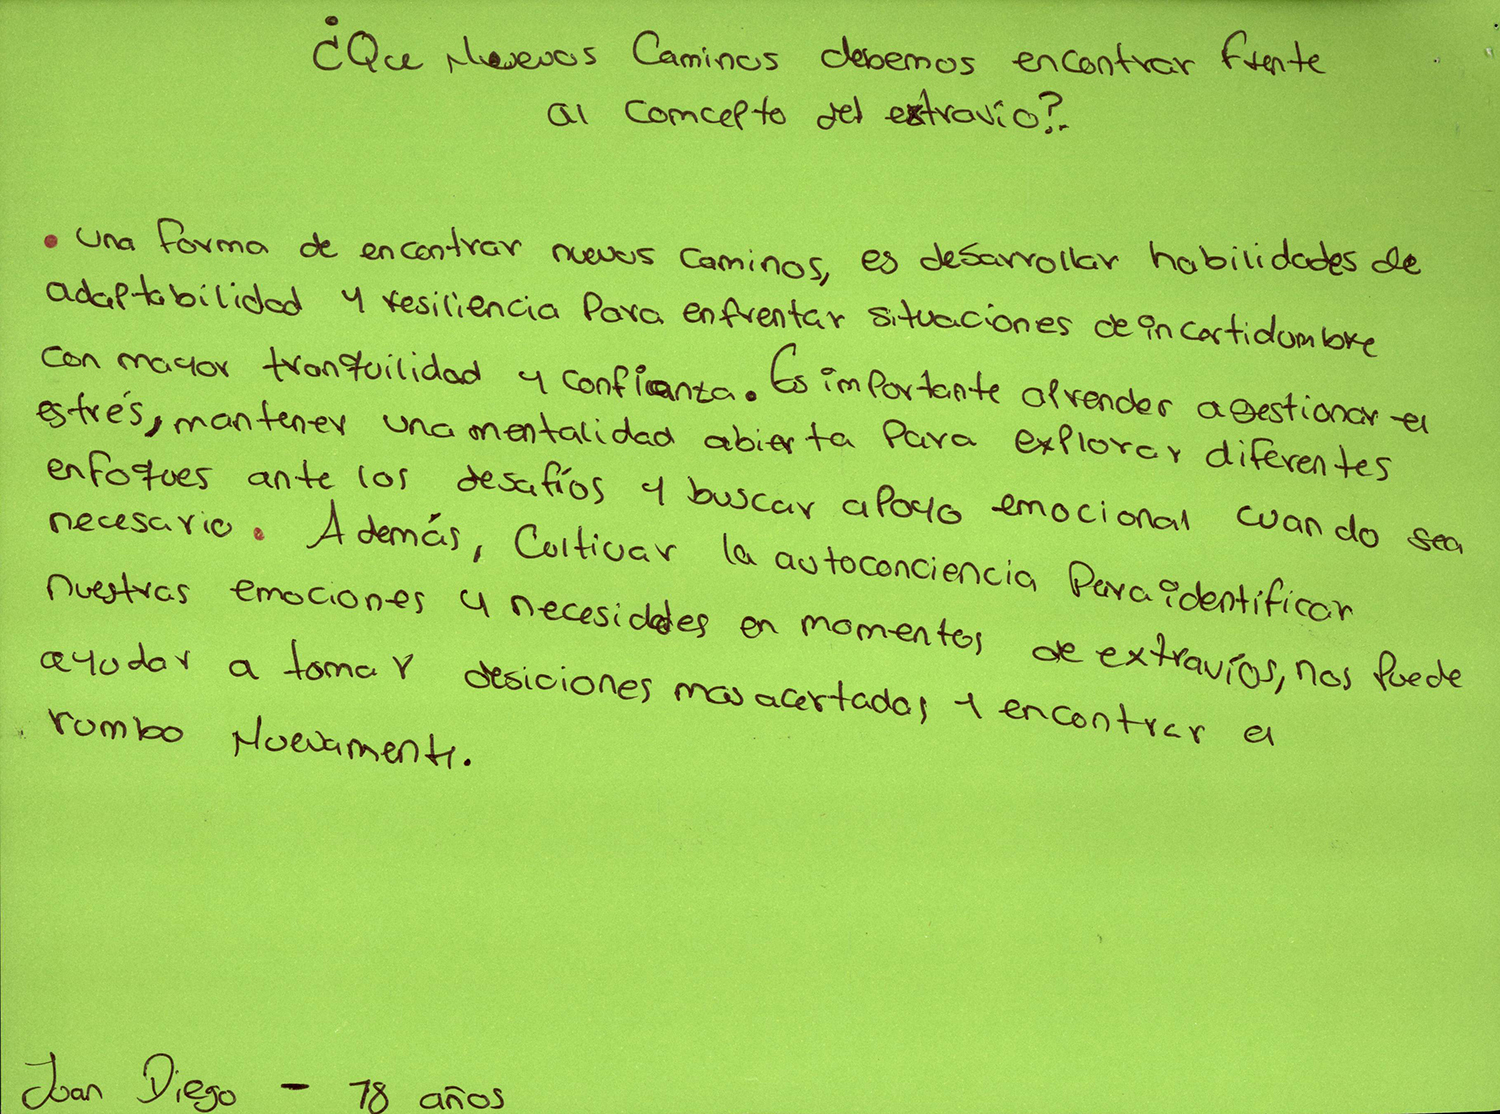 ¿Que Nuevos Caminos debemos encontrar frente
al comcepto del extravío?.
• una forma de encontrar nuevos caminos, es desarrollar habilidades de
adaptabilidad y resiliencia para enfrentar situaciones de incertidumbre
con mayor tranquilidad y confianza. Es importante aprender a gestionar el
estrés, mantener una mentalidad abierta para explorar diferentes
enfoques ante los desafíos y buscar apoyo emocional cuando sea
necesario. Además, Cultivar la autoconciencia para identificar
nuestras emociones y necesidades en momentos de extravíos, nos puede
ayudar a tomar desiciones mas acertadas y encontrar el
rumbo Nuevamente.
Juan Diego - 18 años